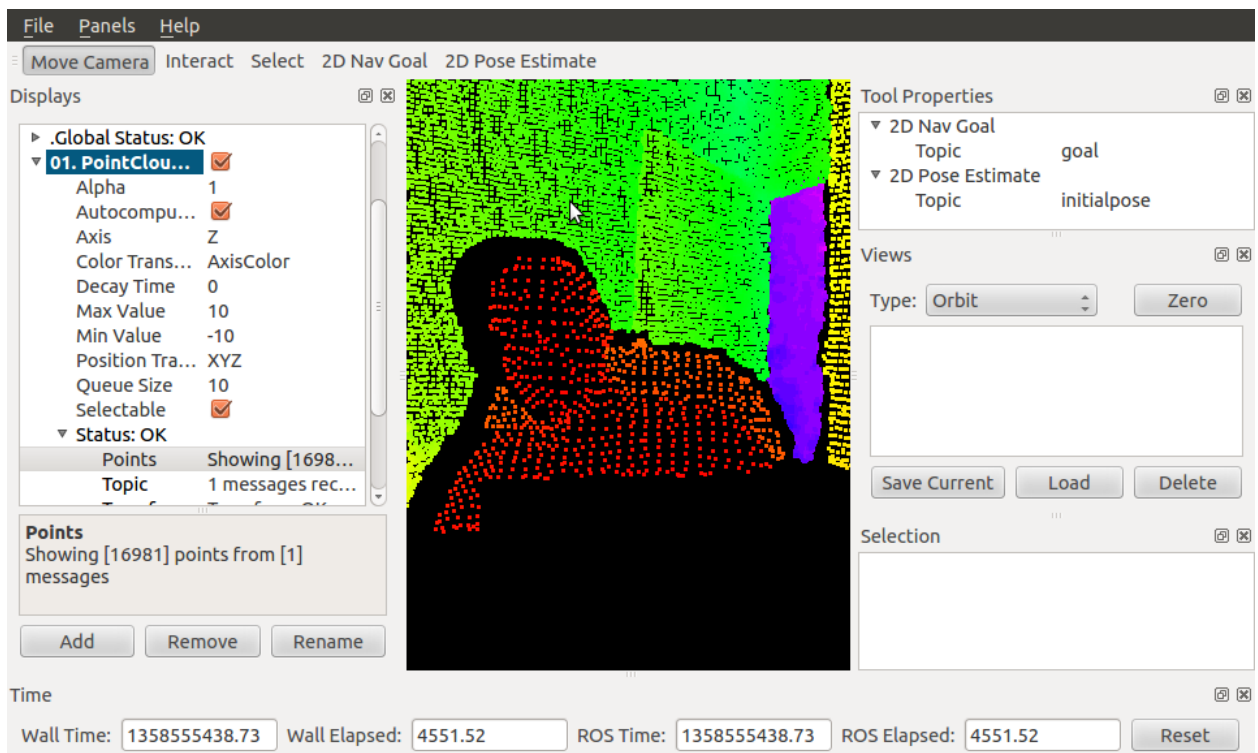 File Panels Help
Move Camera Interact Select 2D Nav Goal 2D Pose Estimate
Displays
.Global Status: OK
01. PointClou...
Alpha 1
Autocompu...
Axis Z
Color Trans... AxisColor
Decay Time 0
Max Value 10
Min Value -10
Position Tra... XYZ
Queue Size 10
Selectable
Status: OK
Points Showing [1698...
Topic 1 messages rec...
Points
Showing [16981] points from [1]
messages
Add Remove Rename
Tool Properties
2D Nav Goal
Topic goal
2D Pose Estimate
Topic initialpose
Views
Type: Orbit Zero
Save Current Load Delete
Selection
Time
Wall Time: 1358555438.73 Wall Elapsed: 4551.52 ROS Time: 1358555438.73 ROS Elapsed: 4551.52 Reset